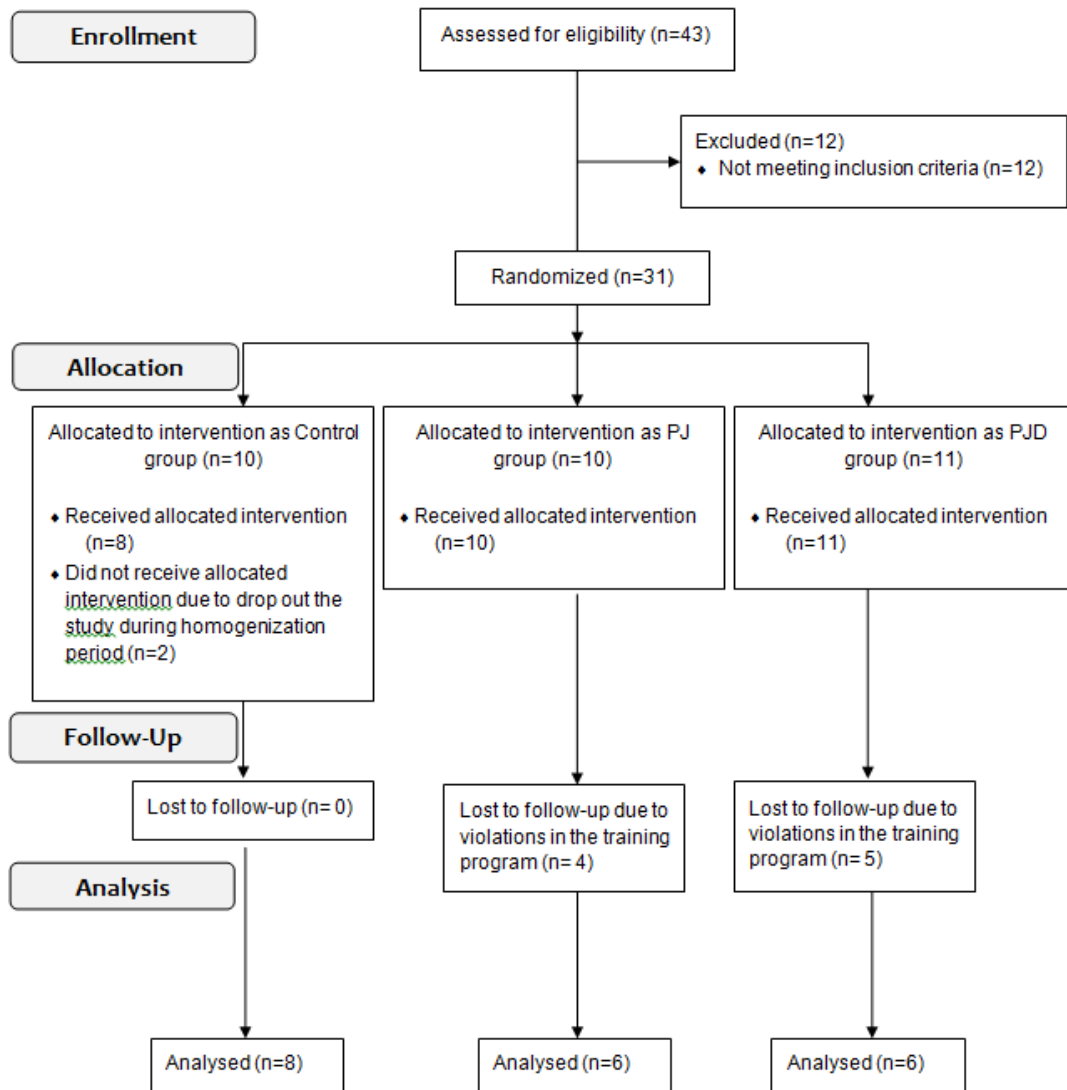 Enrollment
Assessed for eligibility (n=43)
Excluded (n=12)
♦ Not meeting inclusion criteria (n=12)
Randomized (n=31)
Allocation
Allocated to intervention as Control
group (n=10)
♦ Received allocated intervention
(n=8)
♦ Did not receive allocated
intervention due to drop out the
study during homogenization
period (n=2)
Allocated to intervention as PJ
group (n=10)
♦ Received allocated intervention
(n=10)
Allocated to intervention as PJD
group (n=11)
♦ Received allocated intervention
(n=11)
Follow-Up
Lost to follow-up (n= 0)
Lost to follow-up due to
violations in the training
program (n= 4)
Lost to follow-up due to
violations in the training
program (n= 5)
Analysis
Analysed (n=8)
Analysed (n=6)
Analysed (n=6)